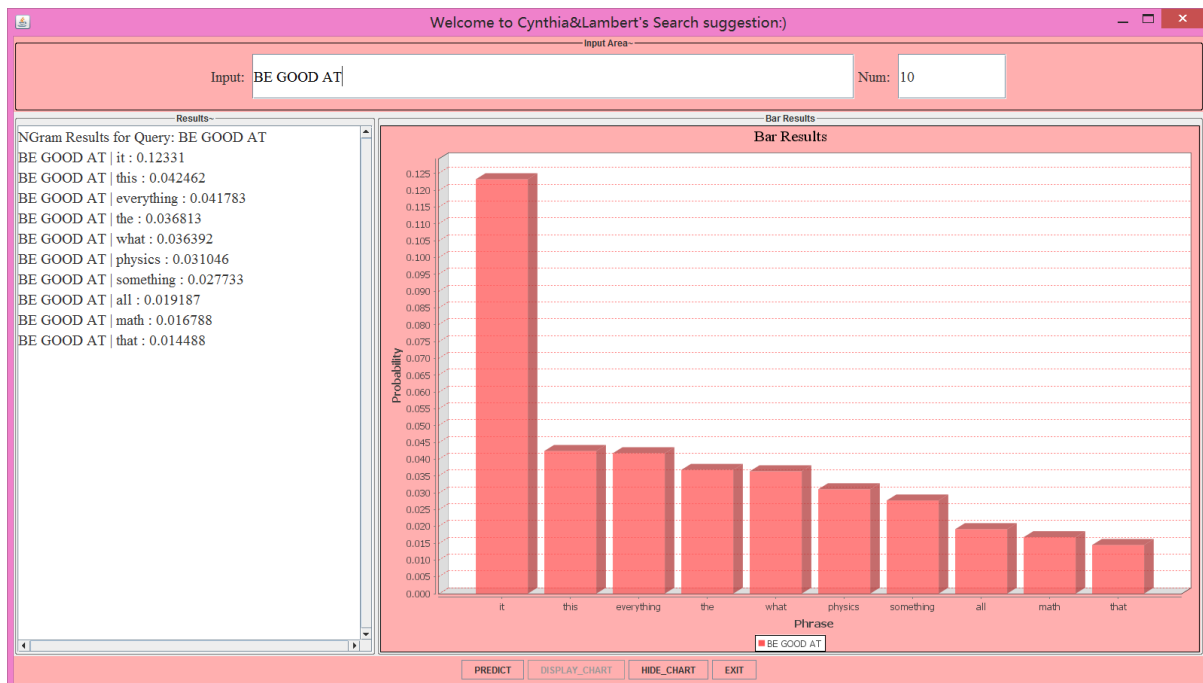 Welcome to Cynthia&Lambert's Search suggestion:)
Input Area~
Input: BE GOOD AT Num: 10
Results~
NGram Results for Query: BE GOOD AT
BE GOOD AT | it : 0.12331
BE GOOD AT | this : 0.042462
BE GOOD AT | everything : 0.041783
BE GOOD AT | the : 0.036813
BE GOOD AT | what : 0.036392
BE GOOD AT | physics : 0.031046
BE GOOD AT | something : 0.027733
BE GOOD AT | all : 0.019187
BE GOOD AT | math : 0.016788
BE GOOD AT | that : 0.014488
Bar Results
Bar Results
Probability
0.125
0.120
0.115
0.110
0.105
0.100
0.095
0.090
0.085
0.080
0.075
0.070
0.065
0.060
0.055
0.050
0.045
0.040
0.035
0.030
0.025
0.020
0.015
0.010
0.005
0.000
it this everything the what physics something all math that
Phrase
BE GOOD AT
PREDICT DISPLAY_CHART HIDE_CHART EXIT